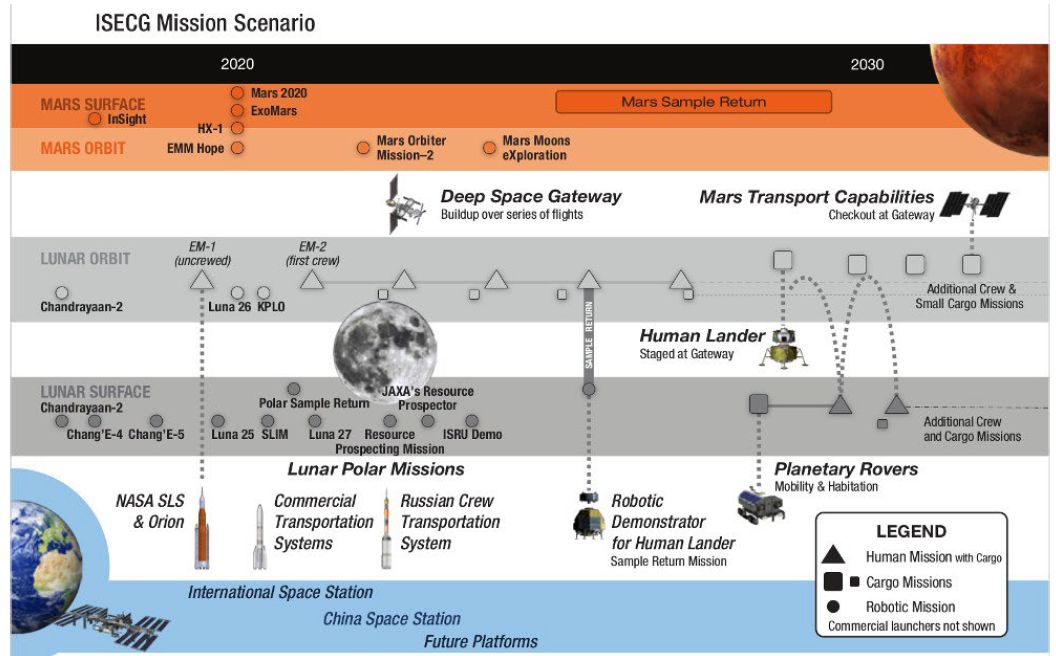 ISECG Mission Scenario
2020
2030
MARS SURFACE
Mars 2020
ExoMars
InSight
HX-1
Mars Sample Return
MARS ORBIT
EMM Hope
Mars Orbiter
Mission–2
Mars Moons
eXploration
Deep Space Gateway
Buildup over series of flights
Mars Transport Capabilities
Checkout at Gateway
LUNAR ORBIT
EM-1
(uncrewed)
EM-2
(first crew)
Chandrayaan-2
Luna 26
KPLO
Additional Crew &
Small Cargo Missions
SAMPLE RETURN
Human Lander
Staged at Gateway
LUNAR SURFACE
Chandrayaan-2
Polar Sample Return
JAXA's Resource
Prospector
Chang'E-4
Chang'E-5
Luna 25
SLIM
Luna 27
Resource
Prospecting Mission
ISRU Demo
Additional Crew
and Cargo Missions
Lunar Polar Missions
Planetary Rovers
Mobility & Habitation
NASA SLS
& Orion
Commercial
Transportation
Systems
Russian Crew
Transportation
System
Robotic
Demonstrator
for Human Lander
Sample Return Mission
LEGEND
Human Mission with Cargo
Cargo Missions
Robotic Mission
Commercial launchers not shown
International Space Station
China Space Station
Future Platforms